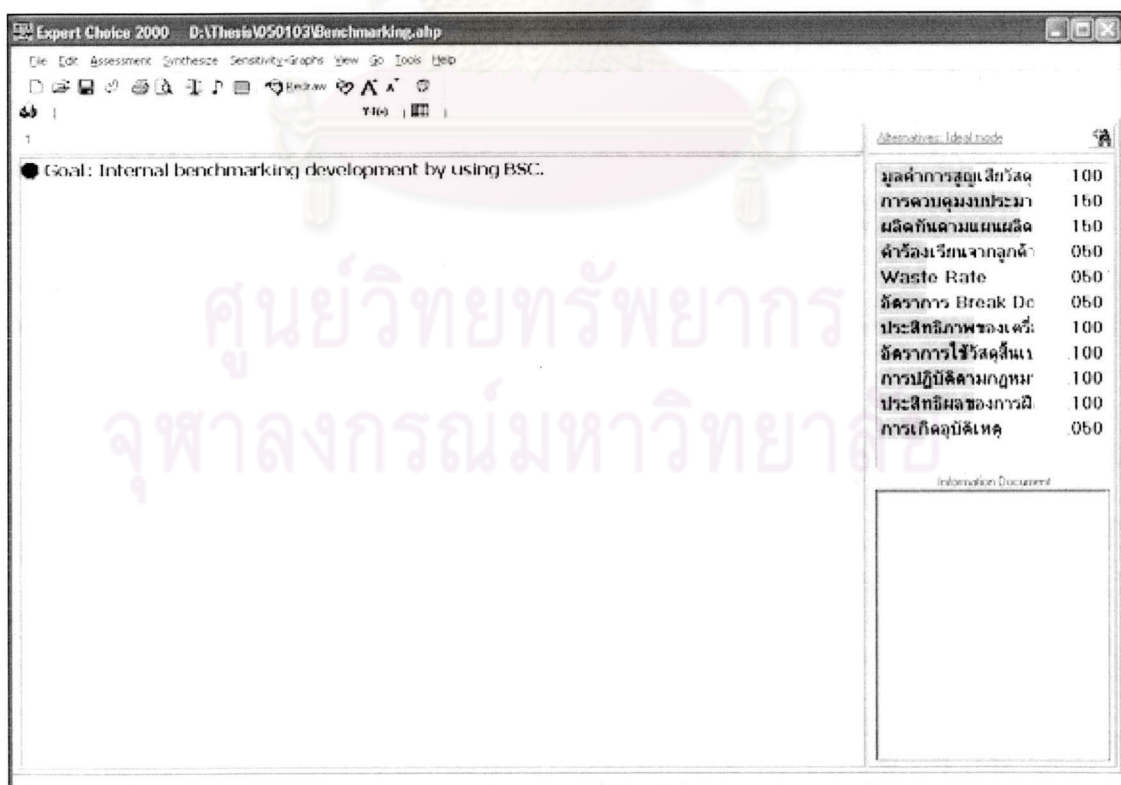 Expert Choice 2000 D:\Thesis\050103\Benchmarking.ahp
File Edit Assessment Synthesize Sensitivity-Graphs View Go Tools Help
Redraw
1
Alternatives: Ideal mode
Goal: Internal benchmarking development by using BSC.
มูลค่าการสูญเสียวัสดุ 100
การควบคุมงบประมา 150
ผลิตทันตามแผนผลิต 150
คำร้องเรียนจากลูกค้า 050
Waste Rate 050
อัตราการ Break Do 050
ประสิทธิภาพของเครื่ 100
อัตราการใช้วัสดุสิ้นเป .100
การปฏิบัติตามกฎหม .100
ประสิทธิผลของการฝึ .100
การเกิดอุบัติเหตุ .050
Information Document
ศูนย์วิทยทรัพยากร
จุฬาลงกรณ์มหาวิทยาลัย